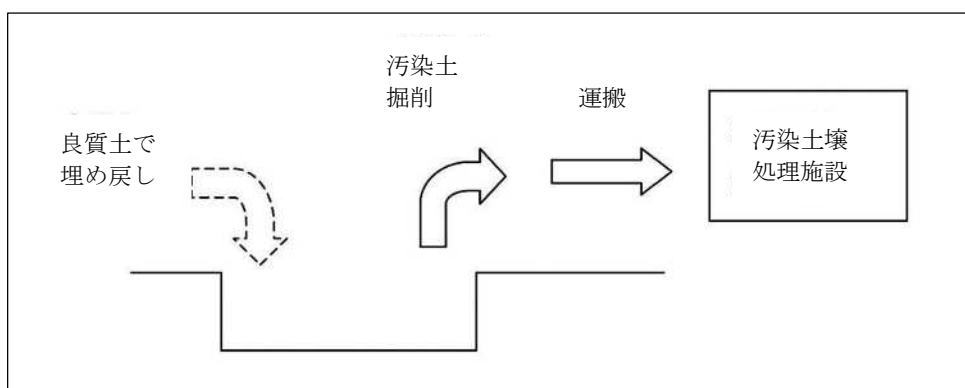 汚染土
掘削
運搬
良質土で
埋め戻し
汚染土壌
処理施設